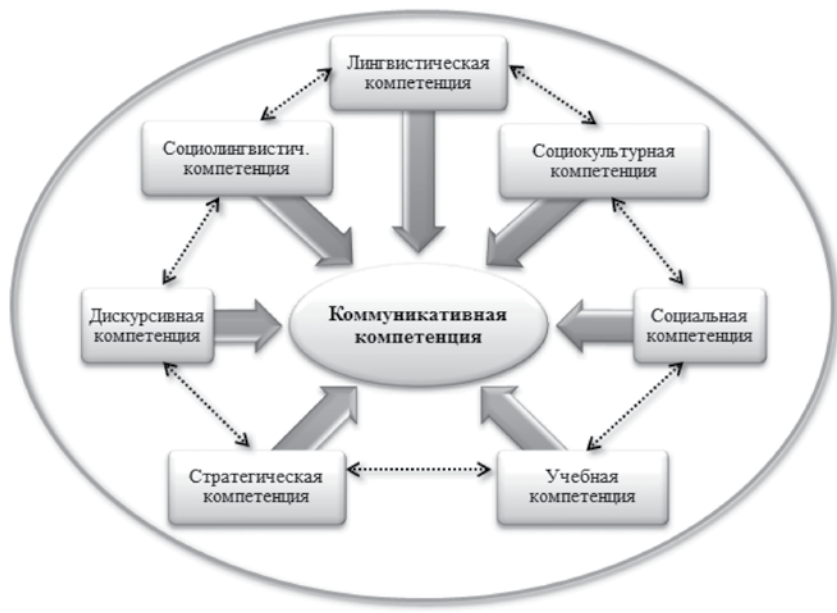 Лингвистическая
компетенция
Социолингвистич.
компетенция
Социокультурная
компетенция
Дискурсивная
компетенция
Коммуникативная
компетенция
Социальная
компетенция
Стратегическая
компетенция
Учебная
компетенция